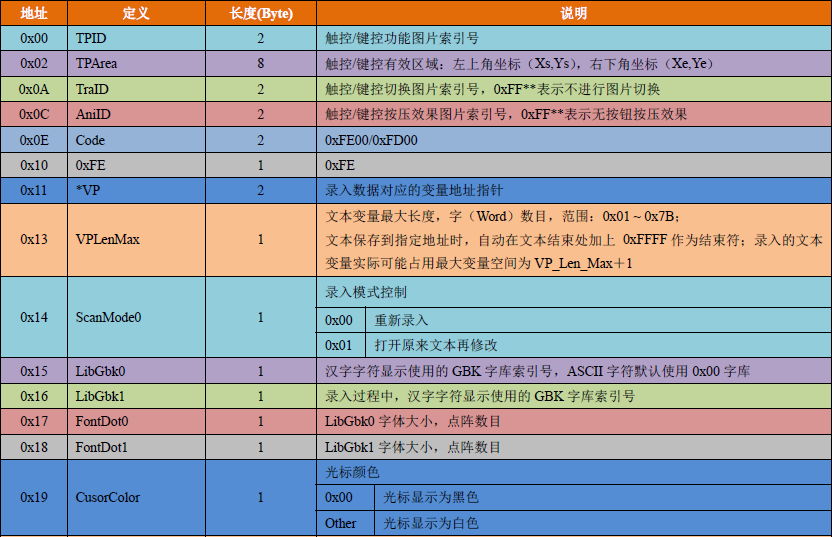 地址 定义 长度(Byte) 说明
0x00 TPID 2 触控/键控功能图片索引号
0x02 TPArea 8 触控/键控有效区域：左上角坐标（Xs,Ys），右下角坐标（Xe,Ye）
0x0A TraID 2 触控/键控切换图片索引号，0xFF**表示不进行图片切换
0x0C AniID 2 触控/键控按压效果图片索引号，0xFF**表示无按钮按压效果
0x0E Code 2 0xFE00/0xFD00
0x10 0xFE 1 0xFE
0x11 *VP 2 录入数据对应的变量地址指针
0x13 VPLenMax 1 文本变量最大长度，字（Word）数目，范围：0x01～0x7B；
文本保存到指定地址时，自动在文本结束处加上 0xFFFF 作为结束符；录入的文本
变量实际可能占用最大变量空间为 VP_Len_Max＋1
0x14 ScanMode0 1 录入模式控制
0x00 重新录入
0x01 打开原来文本再修改
0x15 LibGbk0 1 汉字字符显示使用的 GBK 字库索引号，ASCII 字符默认使用 0x00 字库
0x16 LibGbk1 1 录入过程中，汉字字符显示使用的 GBK 字库索引号
0x17 FontDot0 1 LibGbk0 字体大小，点阵数目
0x18 FontDot1 1 LibGbk1 字体大小，点阵数目
0x19 CusorColor 1 光标颜色
0x00 光标显示为黑色
Other 光标显示为白色